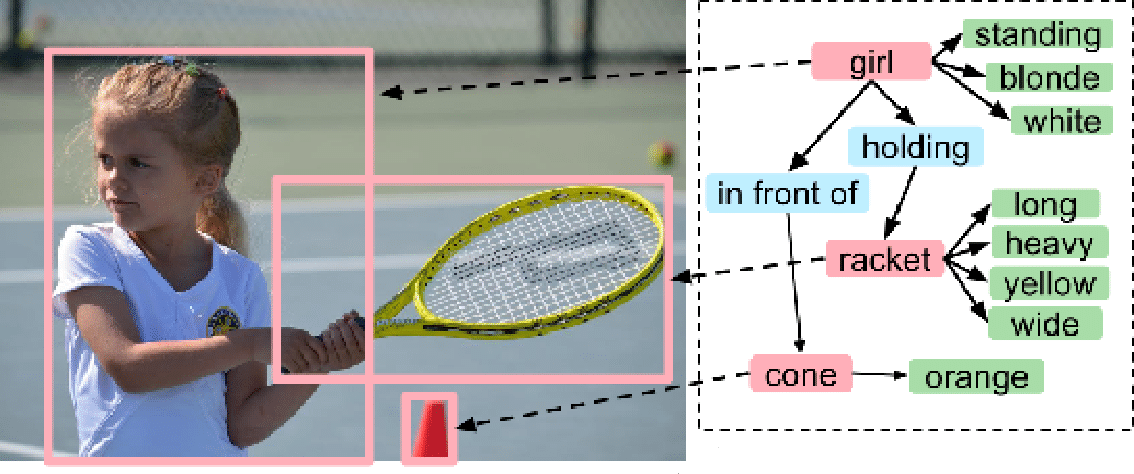 girl
standing
blonde
white
holding
in front of
racket
long
heavy
yellow
wide
cone
orange